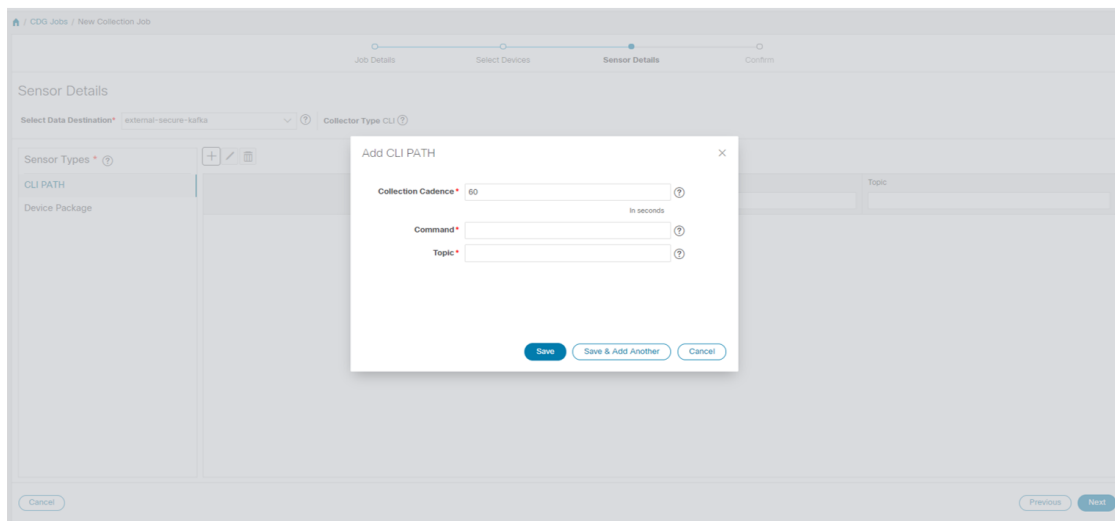 / CDG Jobs / New Collection Job
Job Details Select Devices Sensor Details Confirm
Sensor Details
Select Data Destination* external-secure-kafka ? Collector Type CLI ?
Sensor Types * ?
CLI PATH
Device Package
Topic
Add CLI PATH
Collection Cadence* 60 ?
In seconds
Command* ?
Topic* ?
Save Save & Add Another Cancel
Cancel Previous Next